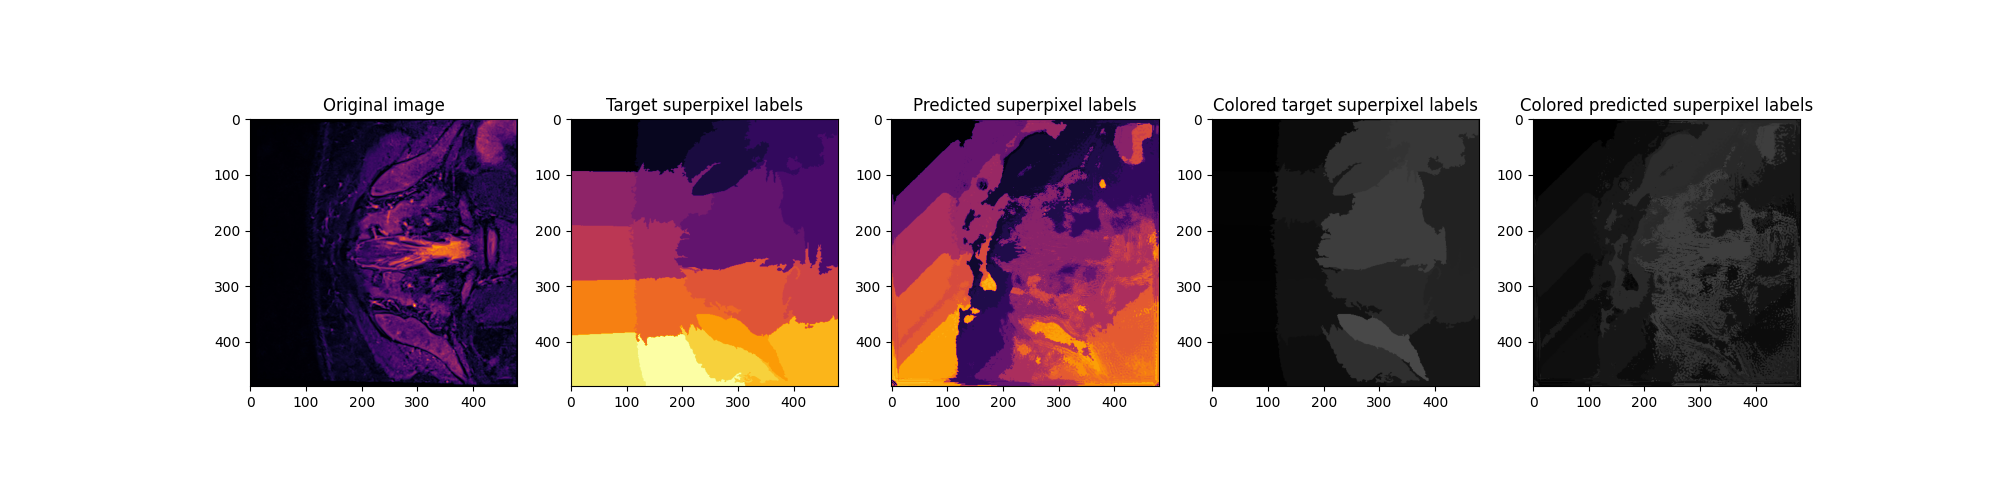 Original image
Target superpixel labels
Predicted superpixel labels
Colored target superpixel labels
Colored predicted superpixel labels
0 0 0 0 0
100 100 100 100 100
200 200 200 200 200
300 300 300 300 300
400 400 400 400 400
0 100 200 300 400 0 100 200 300 400 0 100 200 300 400 0 100 200 300 400 0 100 200 300 400